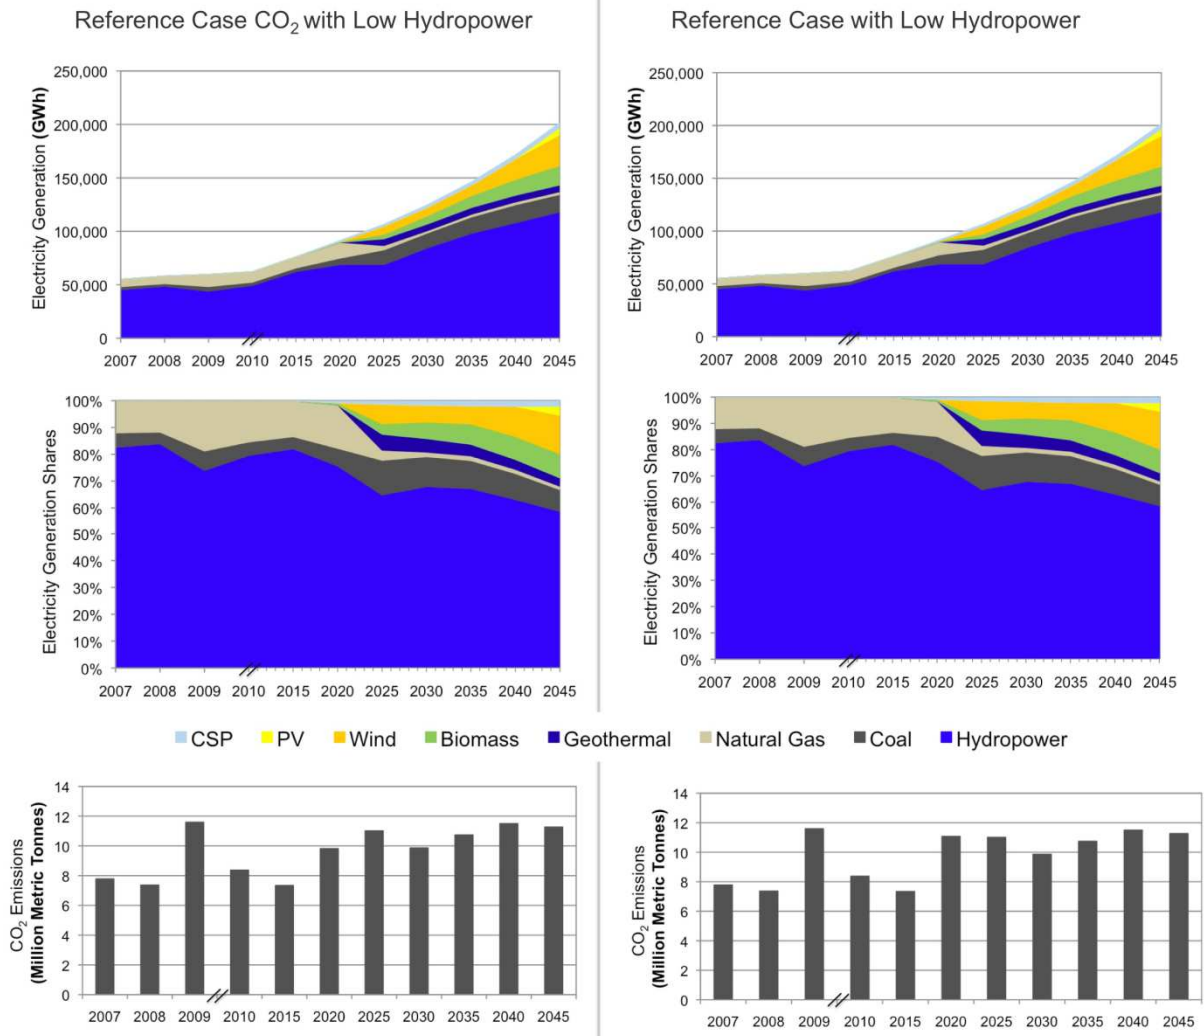 Reference Case CO2 with Low Hydropower
Reference Case with Low Hydropower
Electricity Generation (GWh)
250,000
200,000
150,000
100,000
50,000
0
2007 2008 2009 2010 2015 2020 2025 2030 2035 2040 2045
Electricity Generation (GWh)
250,000
200,000
150,000
100,000
50,000
0
2007 2008 2009 2010 2015 2020 2025 2030 2035 2040 2045
Electricity Generation Shares
100%
90%
80%
70%
60%
50%
40%
30%
20%
10%
0%
2007 2008 2009 2010 2015 2020 2025 2030 2035 2040 2045
Electricity Generation Shares
100%
90%
80%
70%
60%
50%
40%
30%
20%
10%
0%
2007 2008 2009 2010 2015 2020 2025 2030 2035 2040 2045
CSP PV Wind Biomass Geothermal Natural Gas Coal Hydropower
CO2 Emissions
(Million Metric Tonnes)
14
12
10
8
6
4
2
0
2007 2008 2009 2010 2015 2020 2025 2030 2035 2040 2045
CO2 Emissions
(Million Metric Tonnes)
14
12
10
8
6
4
2
0
2007 2008 2009 2010 2015 2020 2025 2030 2035 2040 2045